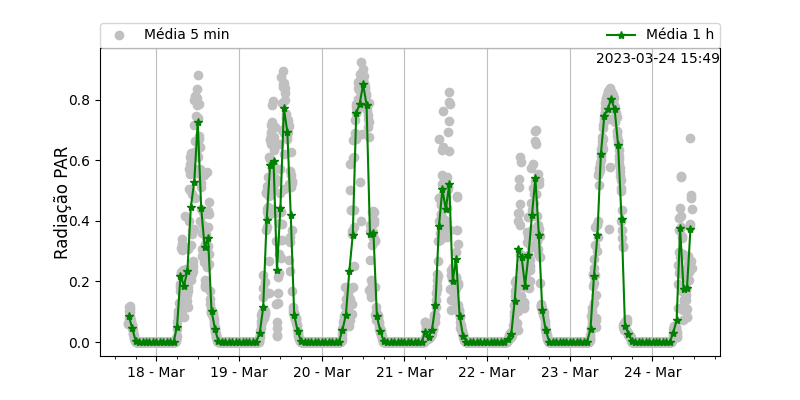 Média 5 min
Média 1 h
2023-03-24 15:49
Radiação PAR
0.8
0.6
0.4
0.2
0.0
18 - Mar
19 - Mar
20 - Mar
21 - Mar
22 - Mar
23 - Mar
24 - Mar